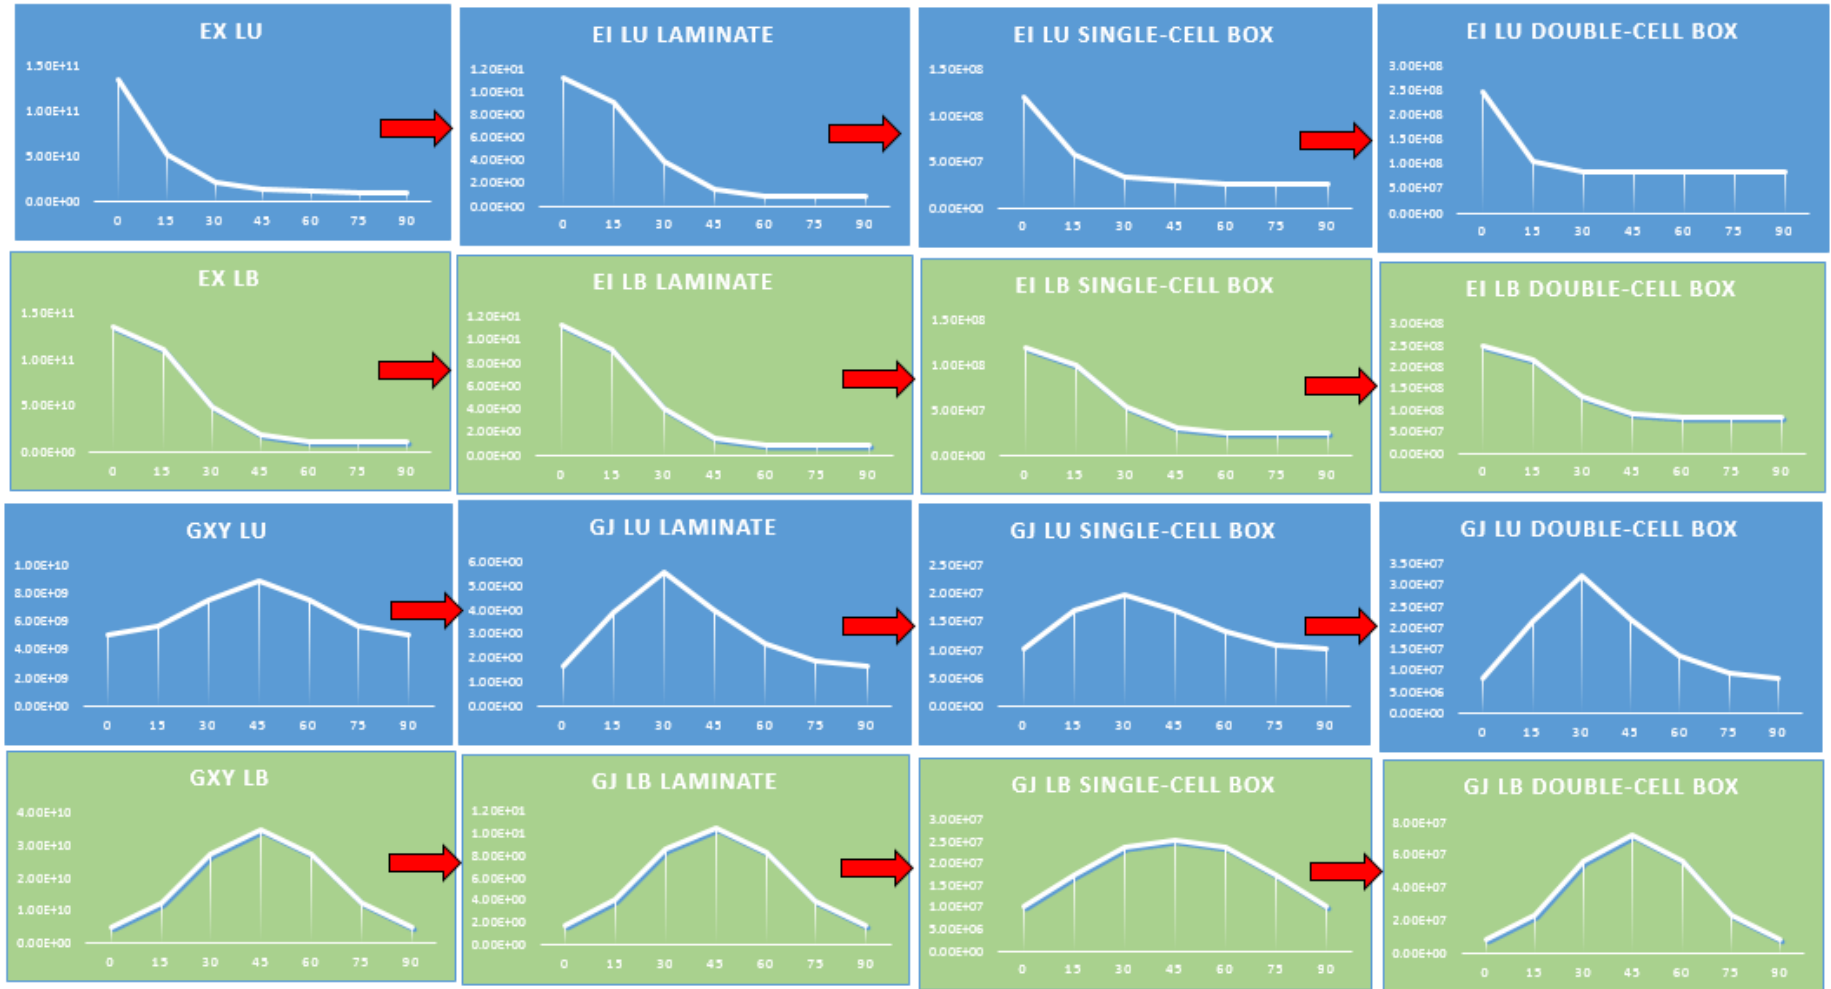 EX LU
1.50E+11
1.00E+11
5.00E+10
0.00E+00
0 15 30 45 60 75 90
EI LU LAMINATE
1.20E+01
1.00E+01
8.00E+00
6.00E+00
4.00E+00
2.00E+00
0.00E+00
0 15 30 45 60 75 90
EI LU SINGLE-CELL BOX
1.50E+08
1.00E+08
5.00E+07
0.00E+00
0 15 30 45 60 75 90
EI LU DOUBLE-CELL BOX
3.00E+08
2.50E+08
2.00E+08
1.50E+08
1.00E+08
5.00E+07
0.00E+00
0 15 30 45 60 75 90
EX LB
1.50E+11
1.00E+11
5.00E+10
0.00E+00
0 15 30 45 60 75 90
EI LB LAMINATE
1.20E+01
1.00E+01
8.00E+00
6.00E+00
4.00E+00
2.00E+00
0.00E+00
0 15 30 45 60 75 90
EI LB SINGLE-CELL BOX
1.50E+08
1.00E+08
5.00E+07
0.00E+00
0 15 30 45 60 75 90
EI LB DOUBLE-CELL BOX
3.00E+08
2.50E+08
2.00E+08
1.50E+08
1.00E+08
5.00E+07
0.00E+00
0 15 30 45 60 75 90
GXY LU
1.00E+10
8.00E+09
6.00E+09
4.00E+09
2.00E+09
0.00E+00
0 15 30 45 60 75 90
GJ LU LAMINATE
6.00E+00
5.00E+00
4.00E+00
3.00E+00
2.00E+00
1.00E+00
0.00E+00
0 15 30 45 60 75 90
GJ LU SINGLE-CELL BOX
2.50E+07
2.00E+07
1.50E+07
1.00E+07
5.00E+06
0.00E+00
0 15 30 45 60 75 90
GJ LU DOUBLE-CELL BOX
3.50E+07
3.00E+07
2.50E+07
2.00E+07
1.50E+07
1.00E+07
5.00E+06
0.00E+00
0 15 30 45 60 75 90
GXY LB
4.00E+10
3.00E+10
2.00E+10
1.00E+10
0.00E+00
0 15 30 45 60 75 90
GJ LB LAMINATE
1.20E+01
1.00E+01
8.00E+00
6.00E+00
4.00E+00
2.00E+00
0.00E+00
0 15 30 45 60 75 90
GJ LB SINGLE-CELL BOX
3.00E+07
2.50E+07
2.00E+07
1.50E+07
1.00E+07
5.00E+06
0.00E+00
0 15 30 45 60 75 90
GJ LB DOUBLE-CELL BOX
8.00E+07
6.00E+07
4.00E+07
2.00E+07
0.00E+00
0 15 30 45 60 75 90